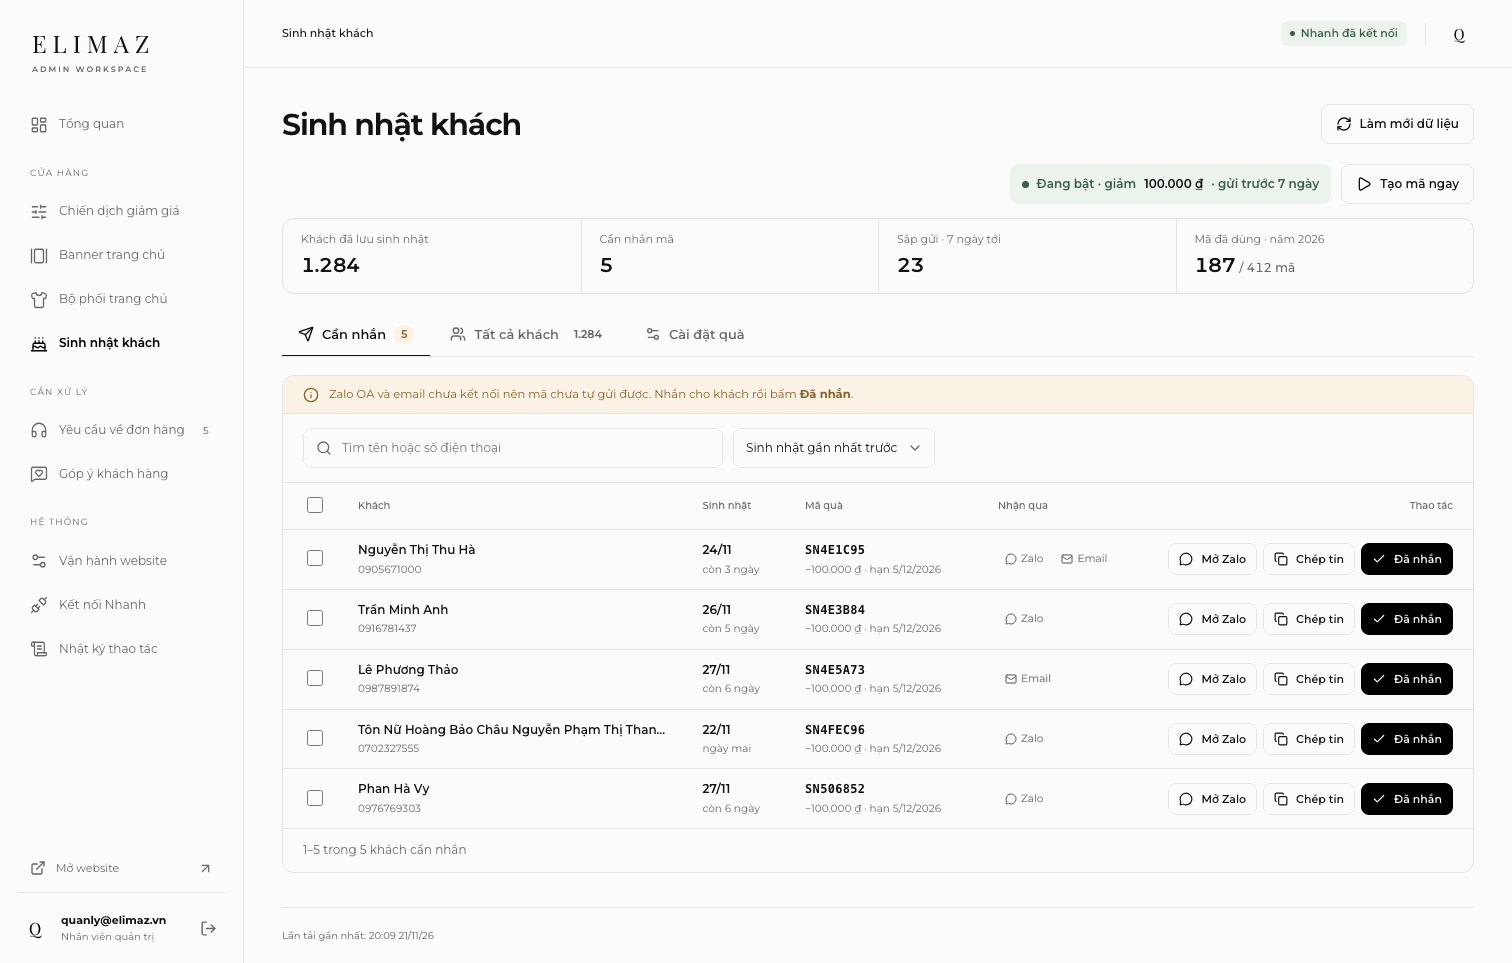 ELIMAZ
ADMIN WORKSPACE
Tổng quan
CỬA HÀNG
Chiến dịch giảm giá
Banner trang chủ
Bộ phối trang chủ
Sinh nhật khách
CẦN XỬ LÝ
Yêu cầu về đơn hàng 5
Góp ý khách hàng
HỆ THỐNG
Vận hành website
Kết nối Nhanh
Nhật ký thao tác
Mở website
Q
quanly@elimaz.vn
Nhân viên quản trị
Sinh nhật khách
Nhanh đã kết nối
Q
Sinh nhật khách
Làm mới dữ liệu
Đang bật · giảm 100.000 ₫ · gửi trước 7 ngày
Tạo mã ngay
Khách đã lưu sinh nhật
1.284
Cần nhắn mã
5
Sắp gửi · 7 ngày tới
23
Mã đã dùng · năm 2026
187 / 412 mã
Cần nhắn 5
Tất cả khách 1.284
Cài đặt quà
Zalo OA và email chưa kết nối nên mã chưa tự gửi được. Nhắn cho khách rồi bấm Đã nhắn.
Tìm tên hoặc số điện thoại
Sinh nhật gần nhất trước
Khách Sinh nhật Mã quà Nhận qua Thao tác
Nguyễn Thị Thu Hà 24/11 SN4E1C95 Zalo Email Mở Zalo Chép tin Đã nhắn
0905671000 còn 3 ngày −100.000 ₫ · hạn 5/12/2026
Trần Minh Anh 26/11 SN4E3B84 Zalo Mở Zalo Chép tin Đã nhắn
0916781437 còn 5 ngày −100.000 ₫ · hạn 5/12/2026
Lê Phương Thảo 27/11 SN4E5A73 Email Mở Zalo Chép tin Đã nhắn
0987891874 còn 6 ngày −100.000 ₫ · hạn 5/12/2026
Tôn Nữ Hoàng Bảo Châu Nguyễn Phạm Thị Than... 22/11 SN4FEC96 Zalo Mở Zalo Chép tin Đã nhắn
0702327555 ngày mai −100.000 ₫ · hạn 5/12/2026
Phan Hà Vy 27/11 SN506852 Zalo Mở Zalo Chép tin Đã nhắn
0976769303 còn 6 ngày −100.000 ₫ · hạn 5/12/2026
1–5 trong 5 khách cần nhắn
Lần tải gần nhất: 20:09 21/11/26